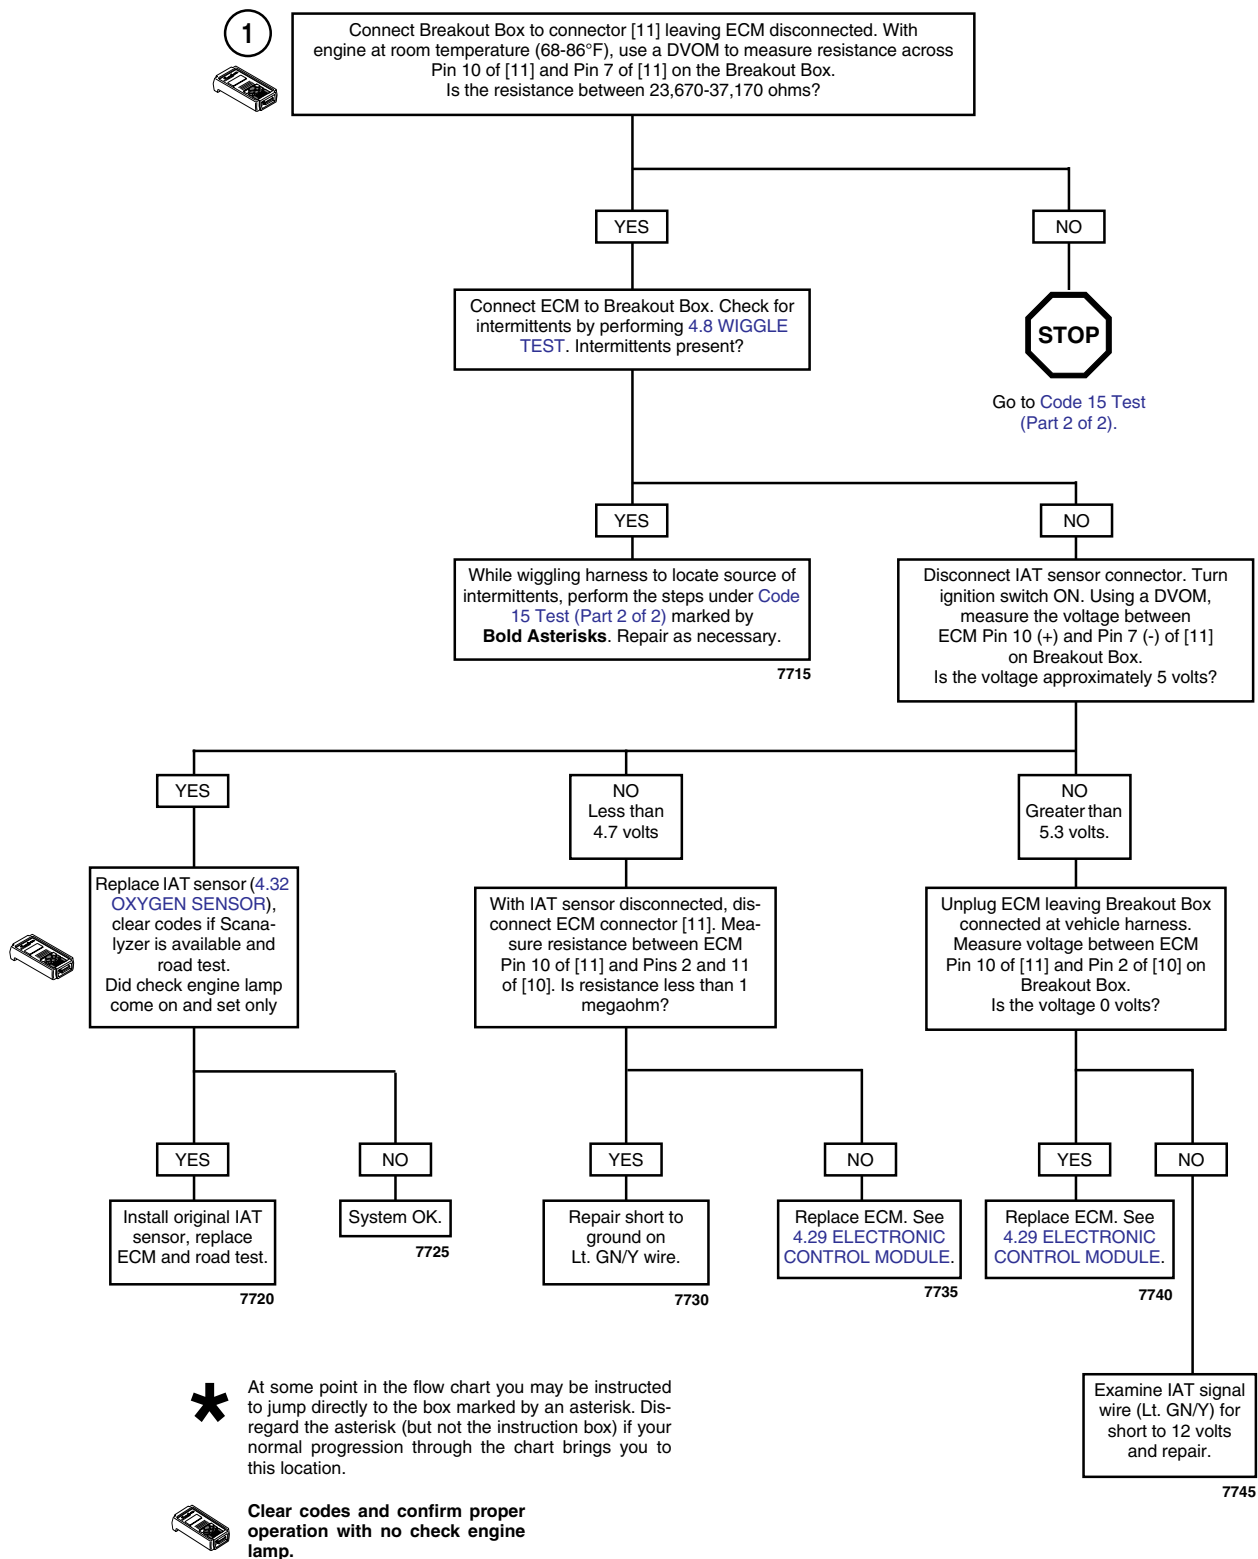 1
Connect Breakout Box to connector [11] leaving ECM disconnected. With
engine at room temperature (68-86°F), use a DVOM to measure resistance across
Pin 10 of [11] and Pin 7 of [11] on the Breakout Box.
Is the resistance between 23,670-37,170 ohms?
YES
NO
Connect ECM to Breakout Box. Check for
intermittents by performing 4.8 WIGGLE
TEST. Intermittents present?
STOP
Go to Code 15 Test
(Part 2 of 2).
YES
NO
While wiggling harness to locate source of
intermittents, perform the steps under Code
15 Test (Part 2 of 2) marked by
Bold Asterisks. Repair as necessary.
7715
Disconnect IAT sensor connector. Turn
ignition switch ON. Using a DVOM,
measure the voltage between
ECM Pin 10 (+) and Pin 7 (-) of [11]
on Breakout Box.
Is the voltage approximately 5 volts?
YES
NO
Less than
4.7 volts
NO
Greater than
5.3 volts.
Replace IAT sensor (4.32
OXYGEN SENSOR),
clear codes if Scana-
lyzer is available and
road test.
Did check engine lamp
come on and set only
With IAT sensor disconnected, dis-
connect ECM connector [11]. Mea-
sure resistance between ECM
Pin 10 of [11] and Pins 2 and 11
of [10]. Is resistance less than 1
megaohm?
Unplug ECM leaving Breakout Box
connected at vehicle harness.
Measure voltage between ECM
Pin 10 of [11] and Pin 2 of [10] on
Breakout Box.
Is the voltage 0 volts?
YES
NO
YES
NO
YES
NO
Install original IAT
sensor, replace
ECM and road test.
7720
System OK.
7725
Repair short to
ground on
Lt. GN/Y wire.
7730
Replace ECM. See
4.29 ELECTRONIC
CONTROL MODULE.
7735
Replace ECM. See
4.29 ELECTRONIC
CONTROL MODULE.
7740
Examine IAT signal
wire (Lt. GN/Y) for
short to 12 volts
and repair.
7745
* At some point in the flow chart you may be instructed
to jump directly to the box marked by an asterisk. Dis-
regard the asterisk (but not the instruction box) if your
normal progression through the chart brings you to
this location.
Clear codes and confirm proper
operation with no check engine
lamp.